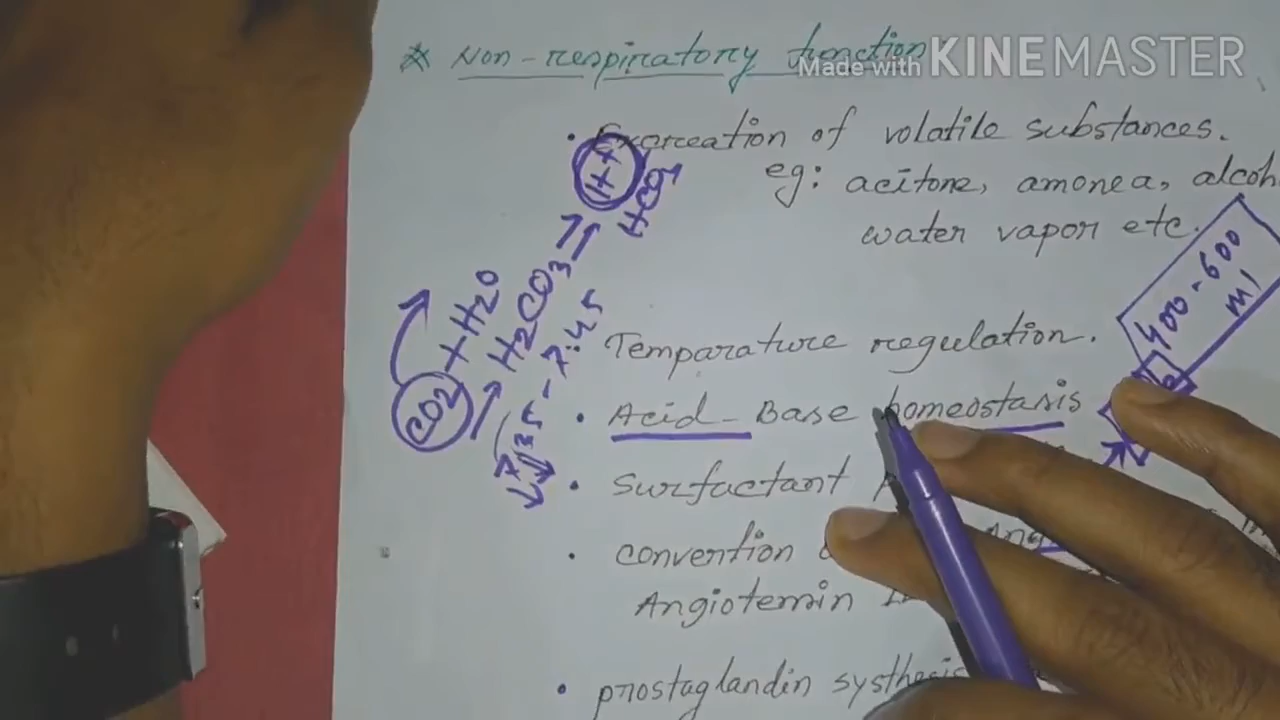 * Non-respiratory function
Made with KINEMASTER
• Excreation of volatile substances.
eg: acitone, amonea, alcoh
water vapor etc.
H+
HCO3
CO2 + H2O
H2CO3
7.35 - 7.45
400-600
ml
Temparature regulation.
• Acid-Base homeostasis
• Surfactant
• convention
Angiotemin
• prostaglandin systhesis